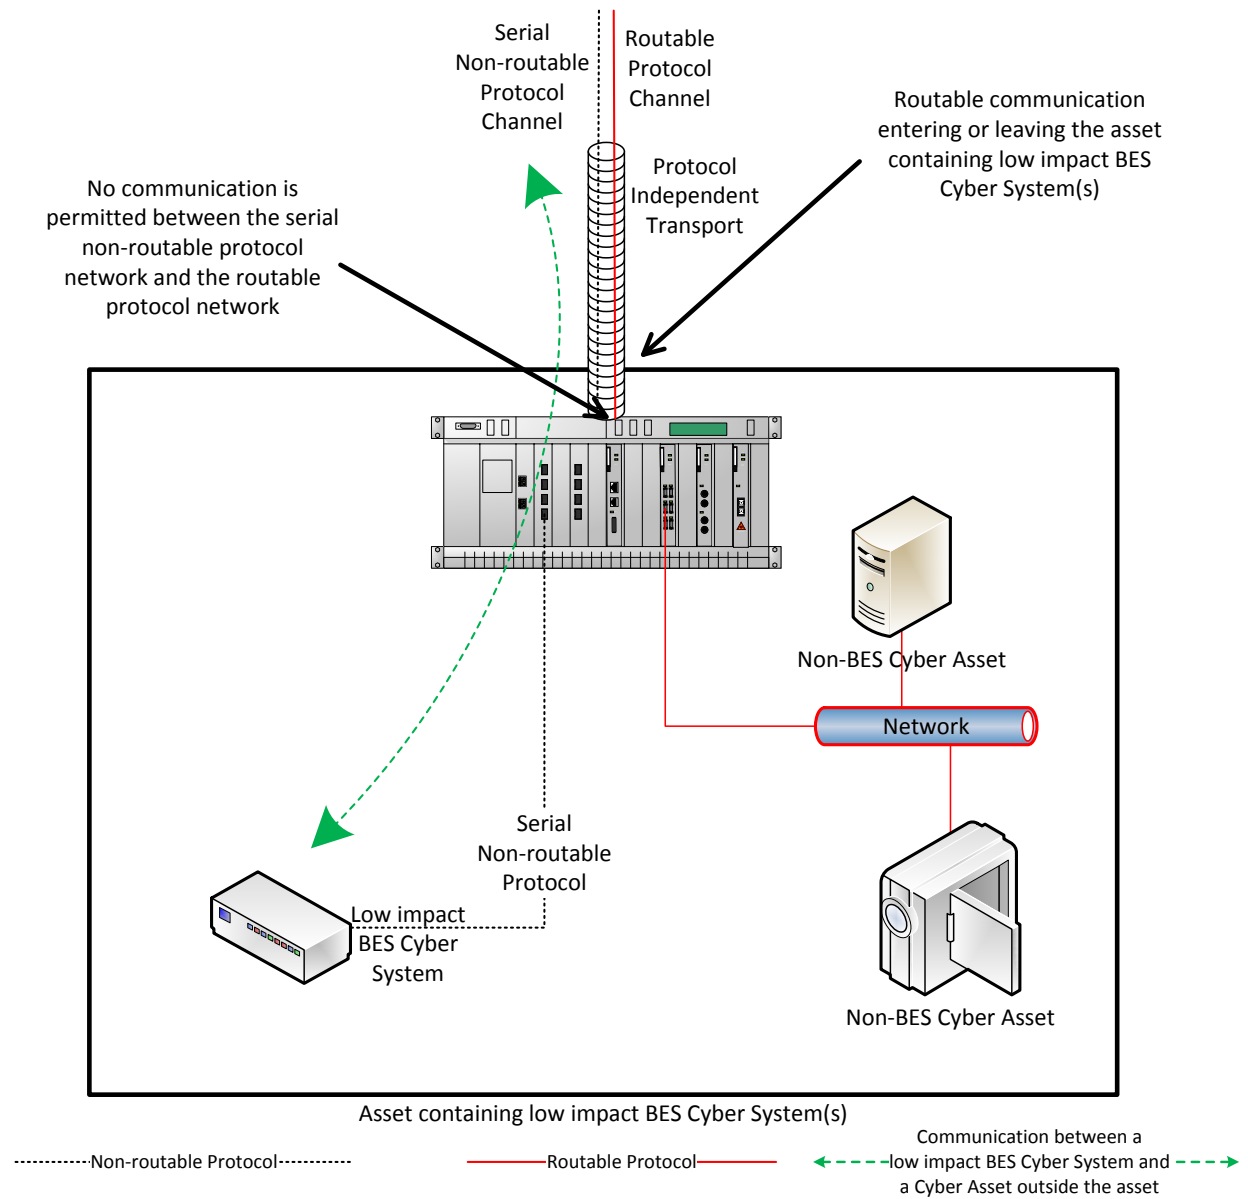 Serial
Non-routable
Protocol
Channel
Routable
Protocol
Channel
Routable communication
entering or leaving the asset
containing low impact BES
Cyber System(s)
Protocol
Independent
Transport
No communication is
permitted between the serial
non-routable protocol
network and the routable
protocol network
Non-BES Cyber Asset
Network
Serial
Non-routable
Protocol
Low impact
BES Cyber
System
Non-BES Cyber Asset
Asset containing low impact BES Cyber System(s)
Non-routable Protocol
Routable Protocol
Communication between a
low impact BES Cyber System and
a Cyber Asset outside the asset